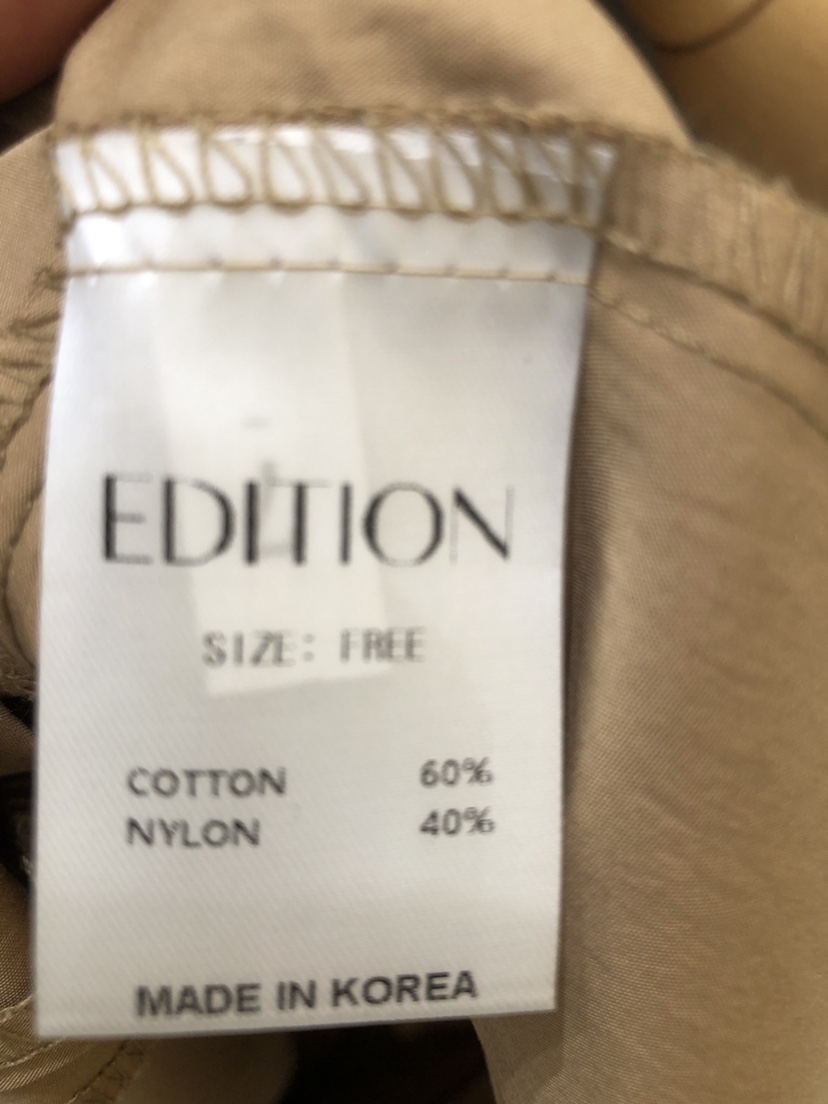 EDITION
SIZE: FREE
COTTON 60%
NYLON 40%
MADE IN KOREA